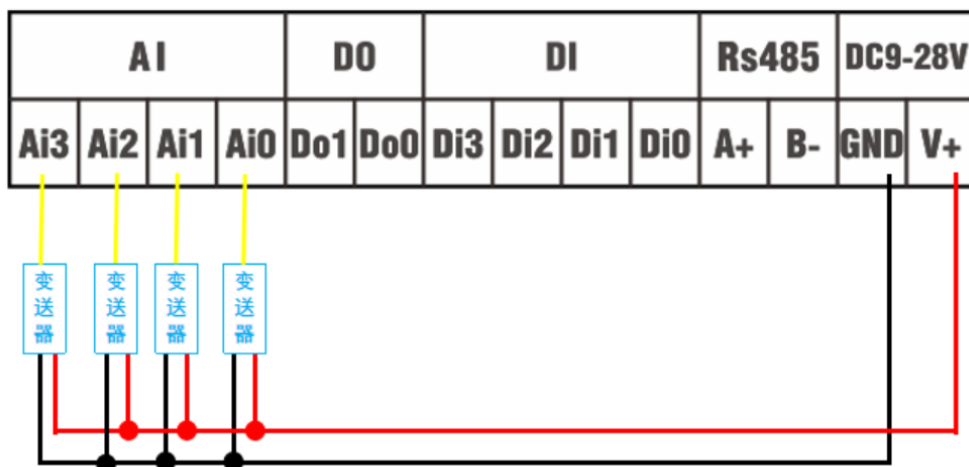 AI DO DI Rs485 DC9-28V
Ai3 Ai2 Ai1 Ai0 Do1 Do0 Di3 Di2 Di1 Di0 A+ B- GND V+
变送器 变送器 变送器 变送器